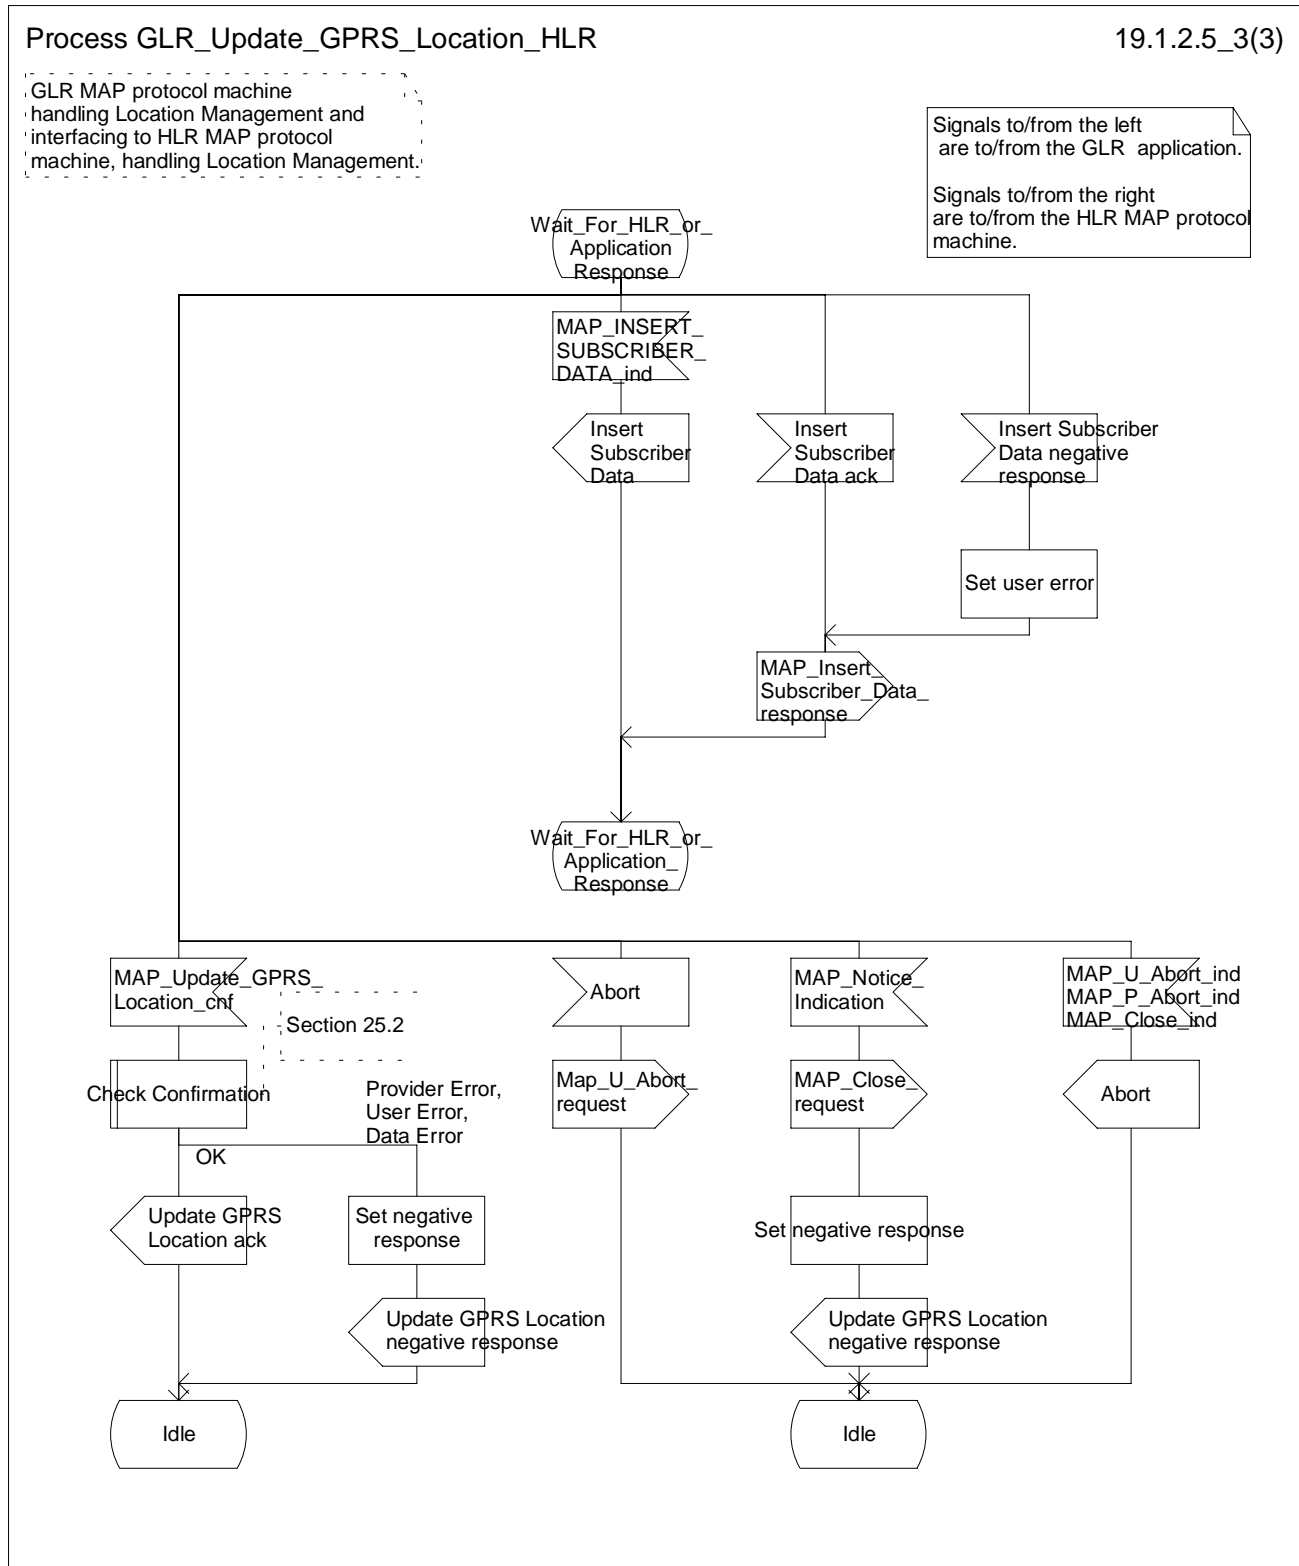 Process GLR_Update_GPRS_Location_HLR
19.1.2.5_3(3)
GLR MAP protocol machine
handling Location Management and
interfacing to HLR MAP protocol
machine, handling Location Management.
Signals to/from the left
are to/from the GLR application.
Signals to/from the right
are to/from the HLR MAP protocol
machine.
Wait_For_HLR_or_
Application
Response
MAP_INSERT_
SUBSCRIBER_
DATA_ind
Insert
Subscriber
Data
Insert
Subscriber
Data ack
Insert Subscriber
Data negative
response
Set user error
MAP_Insert_
Subscriber_Data_
response
Wait_For_HLR_or_
Application_
Response
MAP_Update_GPRS_
Location_cnf
Section 25.2
Abort
MAP_Notice_
Indication
MAP_U_Abort_ind
MAP_P_Abort_ind
MAP_Close_ind
Check Confirmation
Provider Error,
User Error,
Data Error
OK
Map_U_Abort_
request
MAP_Close_
request
Abort
Update GPRS
Location ack
Set negative
response
Set negative response
Update GPRS Location
negative response
Update GPRS Location
negative response
Idle
Idle